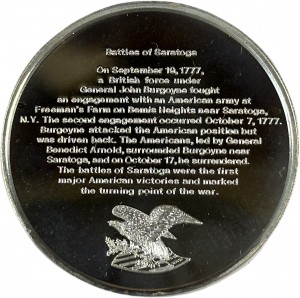 Battles of Saratoga
On September 19, 1777,
a British force under
General John Burgoyne fought
an engagement with an American army at
Freeman's Farm on Bemis Heights near Saratoga,
N.Y. The second engagement occurred October 7, 1777.
Burgoyne attacked the American position but
was driven back. The Americans, led by General
Benedict Arnold, surrounded Burgoyne near
Saratoga, and on October 17, he surrendered.
The battles of Saratoga were the first
major American victories and marked
the turning point of the war.